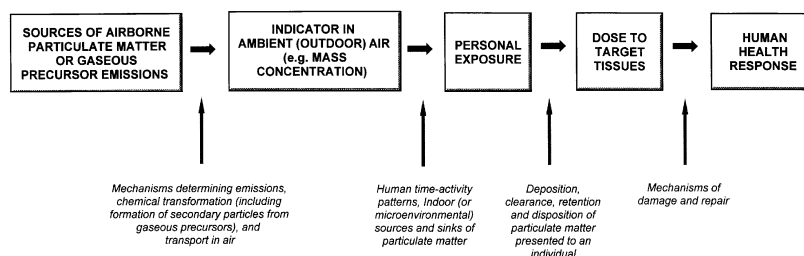 SOURCES OF AIRBORNE
PARTICULATE MATTER
OR GASEOUS
PRECURSOR EMISSIONS
INDICATOR IN
AMBIENT (OUTDOOR) AIR
(e.g. MASS
CONCENTRATION)
PERSONAL
EXPOSURE
DOSE TO
TARGET
TISSUES
HUMAN
HEALTH
RESPONSE
Mechanisms determining emissions,
chemical transformation (including
formation of secondary particles from
gaseous precursors), and
transport in air
Human time-activity
patterns, Indoor (or
microenvironmental)
sources and sinks of
particulate matter
Deposition,
clearance, retention
and disposition of
particulate matter
presented to an
individual
Mechanisms of
damage and repair